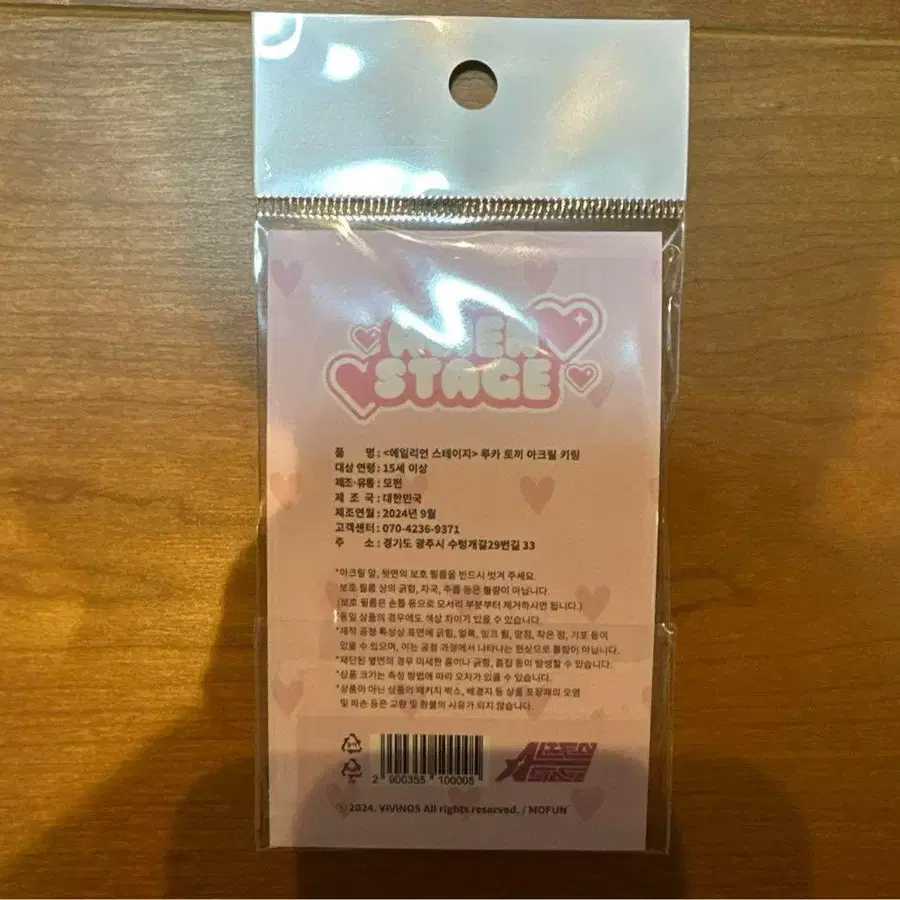 ALIEN
STAGE
품 명 : <에일리언 스테이지> 루카 토끼 아크릴 키링
대상 연령 : 15세 이상
제조·유통 : 모펀
제 조 국 : 대한민국
제조연월 : 2024년 9월
고객센터 : 070-4236-9371
주 소 : 경기도 광주시 수렁개길29번길 33
*아크릴 앞, 뒷면의 보호 필름을 반드시 벗겨 주세요.
보호 필름 상의 긁힘, 자국, 주름 등은 불량이 아닙니다.
(보호 필름은 손톱 등으로 모서리 부분부터 제거하시면 됩니다.)
동일 상품의 경우에도 색상 차이가 있을 수 있습니다.
*제작 공정 특성상 표면에 긁힘, 얼룩, 잉크 튐, 말림, 작은 점, 기포 등이
있을 수 있으며, 이는 공정 과정에서 나타나는 현상으로 불량이 아닙니다.
*재단된 옆면의 경우 미세한 홈이나 긁힘, 흠집 등이 발생할 수 있습니다.
*상품 크기는 측정 방법에 따라 오차가 있을 수 있습니다.
*상품이 아닌 상품의 패키지 박스, 배경지 등 상품 포장재의 오염
및 파손 등은 교환 및 환불의 사유가 되지 않습니다.
2 900355 100005
ALIEN STAGE
ⓒ 2024. VIVINOS All rights reserved. / MOFUN